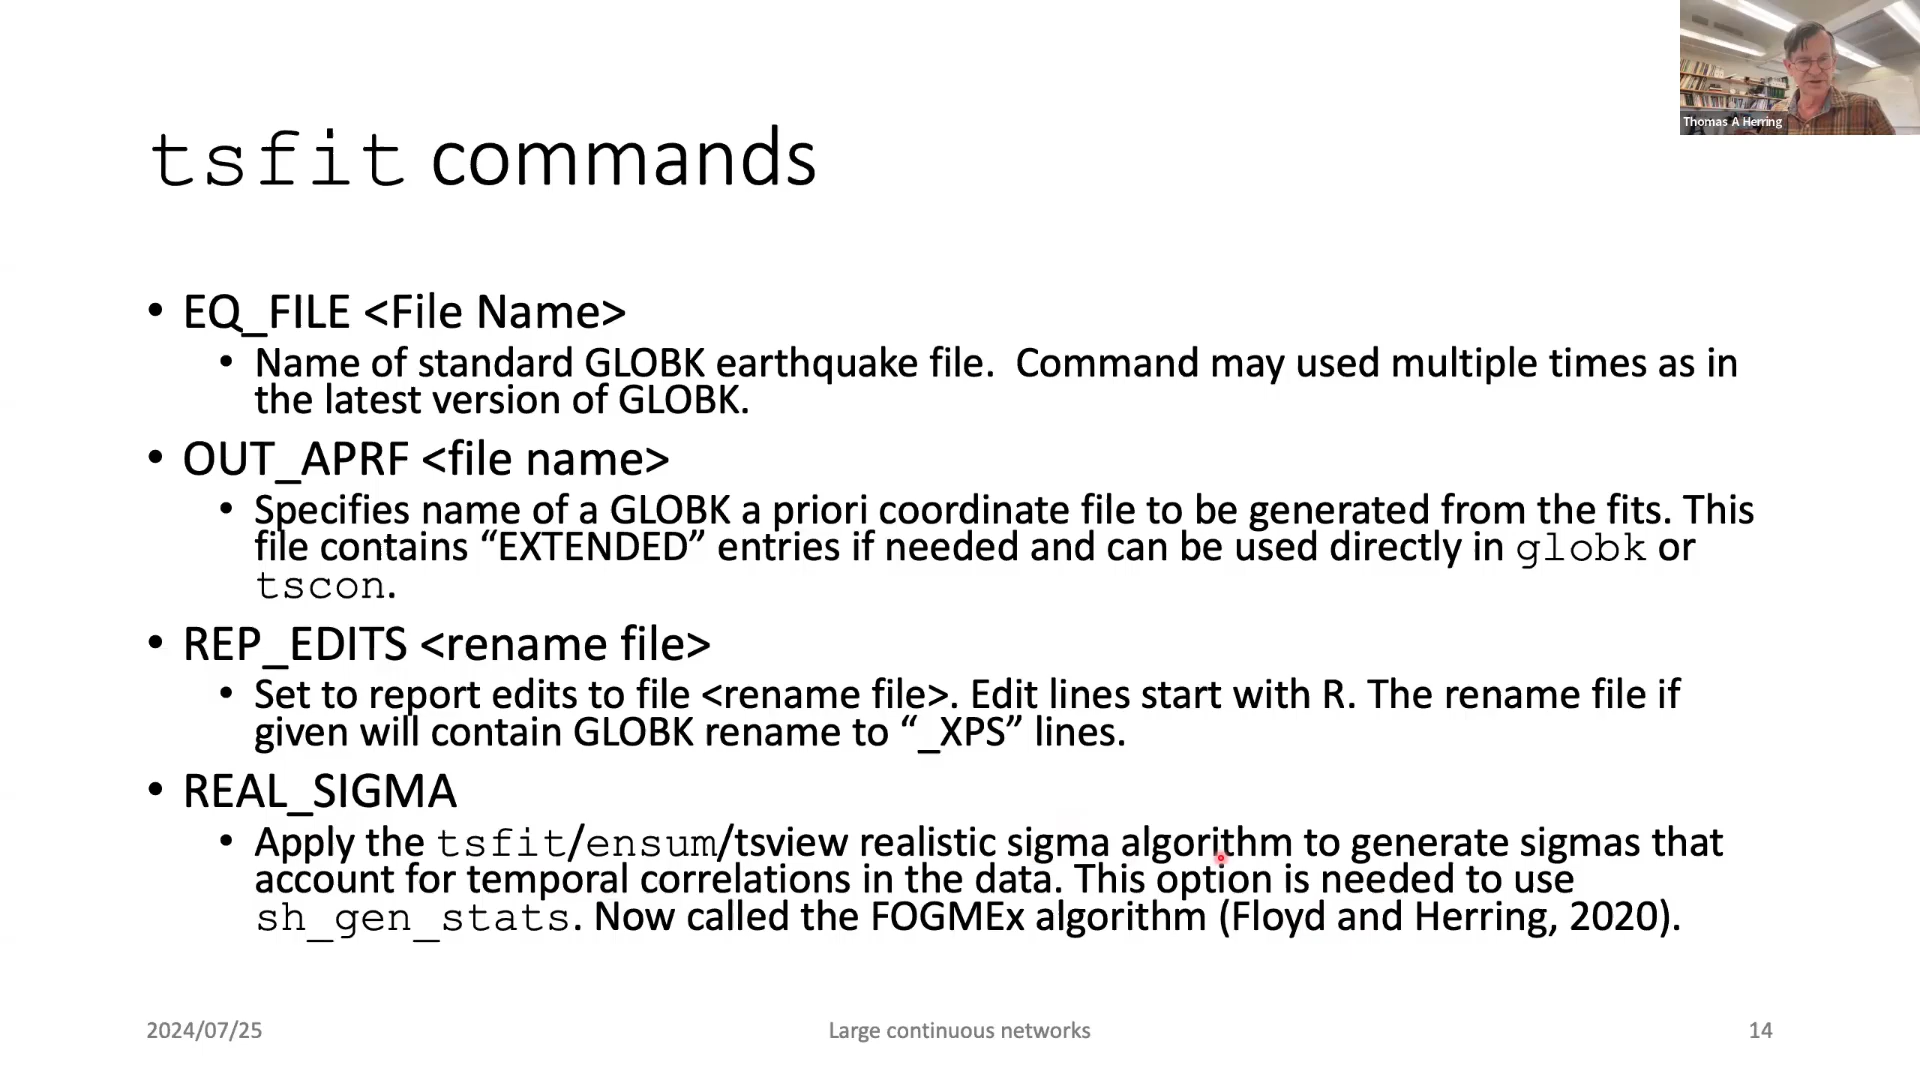 Thomas A Herring
tsfit commands
• EQ_FILE <File Name>
• Name of standard GLOBK earthquake file.  Command may used multiple times as in
the latest version of GLOBK.
• OUT_APRF <file name>
• Specifies name of a GLOBK a priori coordinate file to be generated from the fits. This
file contains “EXTENDED” entries if needed and can be used directly in globk or
tscon.
• REP_EDITS <rename file>
• Set to report edits to file <rename file>. Edit lines start with R. The rename file if
given will contain GLOBK rename to “_XPS” lines.
• REAL_SIGMA
• Apply the tsfit/ensum/tsview realistic sigma algorithm to generate sigmas that
account for temporal correlations in the data. This option is needed to use
sh_gen_stats. Now called the FOGMEx algorithm (Floyd and Herring, 2020).
2024/07/25
Large continuous networks
14